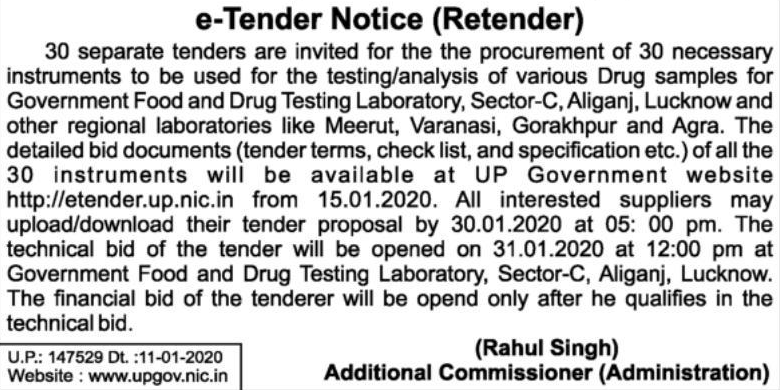 e-Tender Notice (Retender)
30 separate tenders are invited for the the procurement of 30 necessary
instruments to be used for the testing/analysis of various Drug samples for
Government Food and Drug Testing Laboratory, Sector-C, Aliganj, Lucknow and
other regional laboratories like Meerut, Varanasi, Gorakhpur and Agra. The
detailed bid documents (tender terms, check list, and specification etc.) of all the
30 instruments will be available at UP Government website
http://etender.up.nic.in from 15.01.2020. All interested suppliers may
upload/download their tender proposal by 30.01.2020 at 05: 00 pm. The
technical bid of the tender will be opened on 31.01.2020 at 12:00 pm at
Government Food and Drug Testing Laboratory, Sector-C, Aliganj, Lucknow.
The financial bid of the tenderer will be opend only after he qualifies in the
technical bid.
(Rahul Singh)
Additional Commissioner (Administration)
U.P.: 147529 Dt. :11-01-2020
Website : www.upgov.nic.in